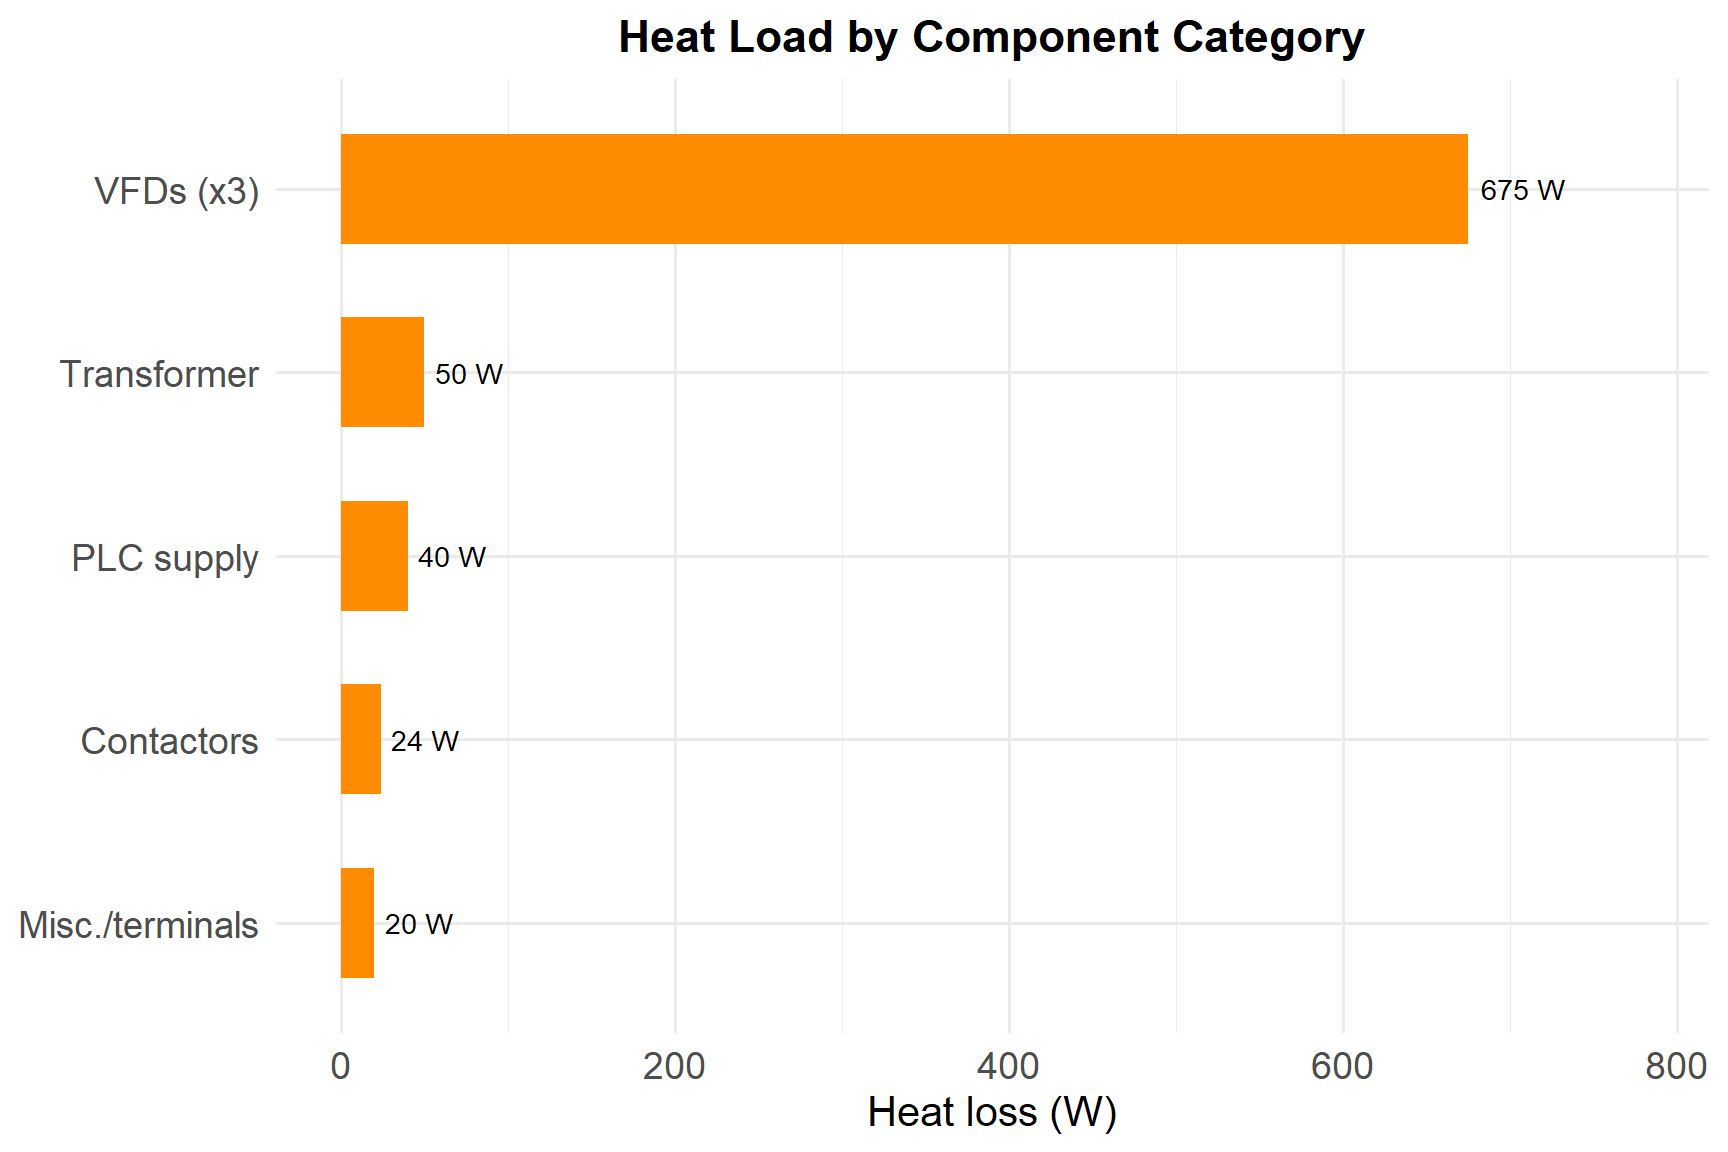 Heat Load by Component Category
VFDs (x3)
675 W
Transformer
50 W
PLC supply
40 W
Contactors
24 W
Misc./terminals
20 W
0 200 400 600 800
Heat loss (W)